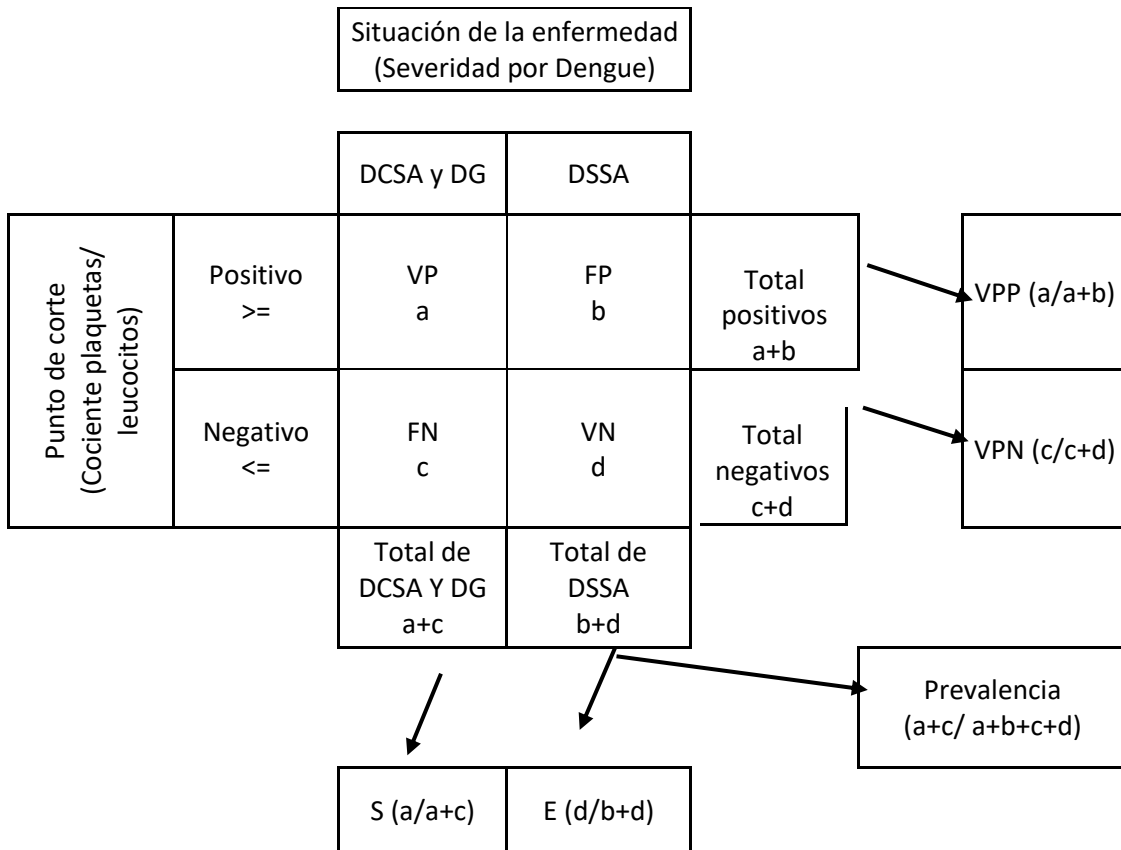 Situación de la enfermedad
(Severidad por Dengue)
DCSA y DG
DSSA
Punto de corte
(Cociente plaquetas/
leucocitos)
Positivo
>=
VP
a
FP
b
Total
positivos
a+b
VPP (a/a+b)
Negativo
<=
FN
c
VN
d
Total
negativos
c+d
VPN (c/c+d)
Total de
DCSA Y DG
a+c
Total de
DSSA
b+d
Prevalencia
(a+c/ a+b+c+d)
S (a/a+c)
E (d/b+d)